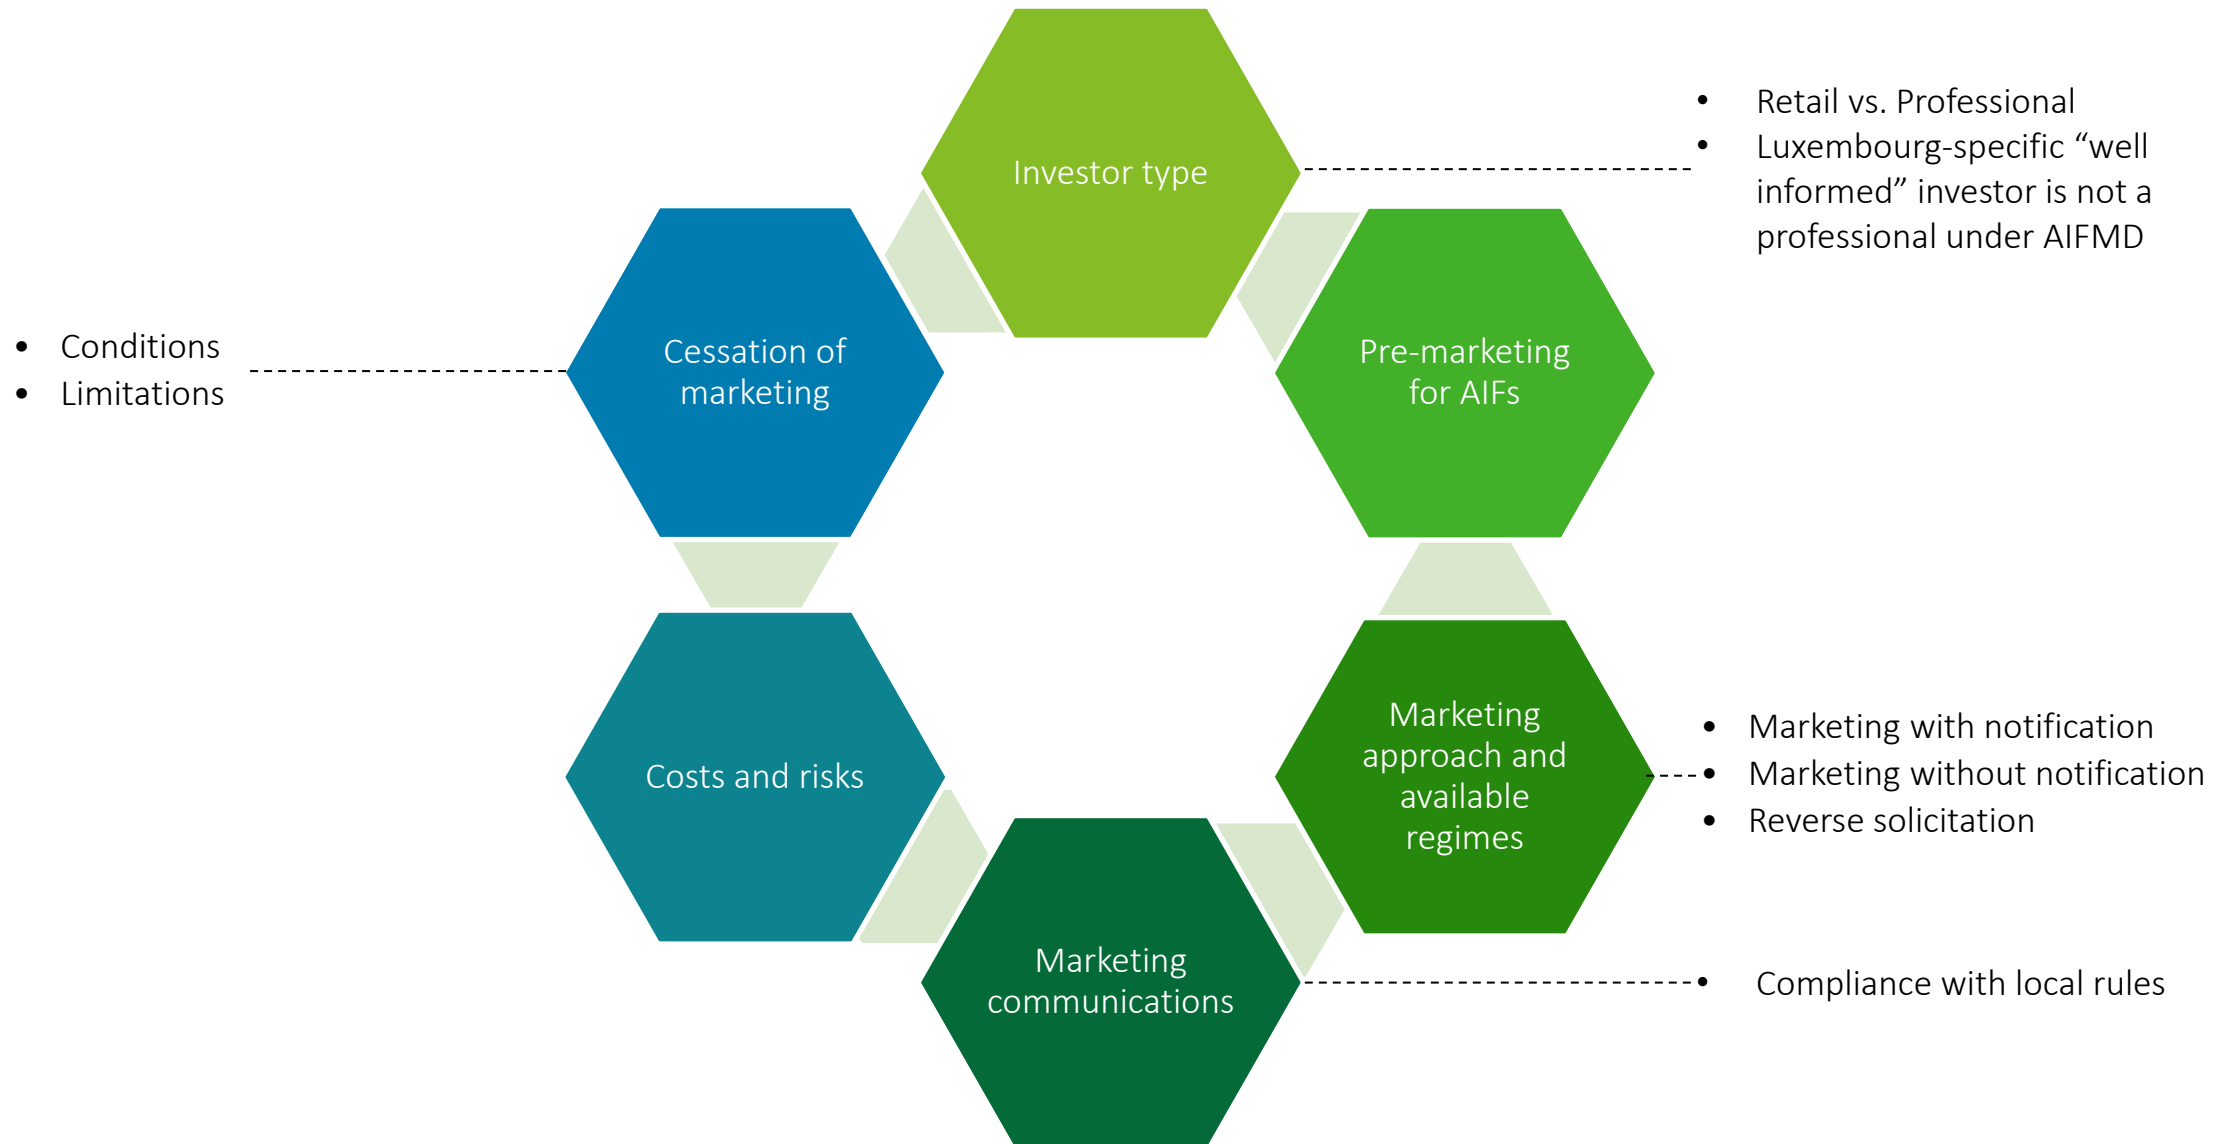 Investor type
• Retail vs. Professional
• Luxembourg-specific “well
informed” investor is not a
professional under AIFMD
Pre-marketing
for AIFs
Marketing
approach and
available
regimes
• Marketing with notification
• Marketing without notification
• Reverse solicitation
Marketing
communications
• Compliance with local rules
Costs and risks
Cessation of
marketing
• Conditions
• Limitations